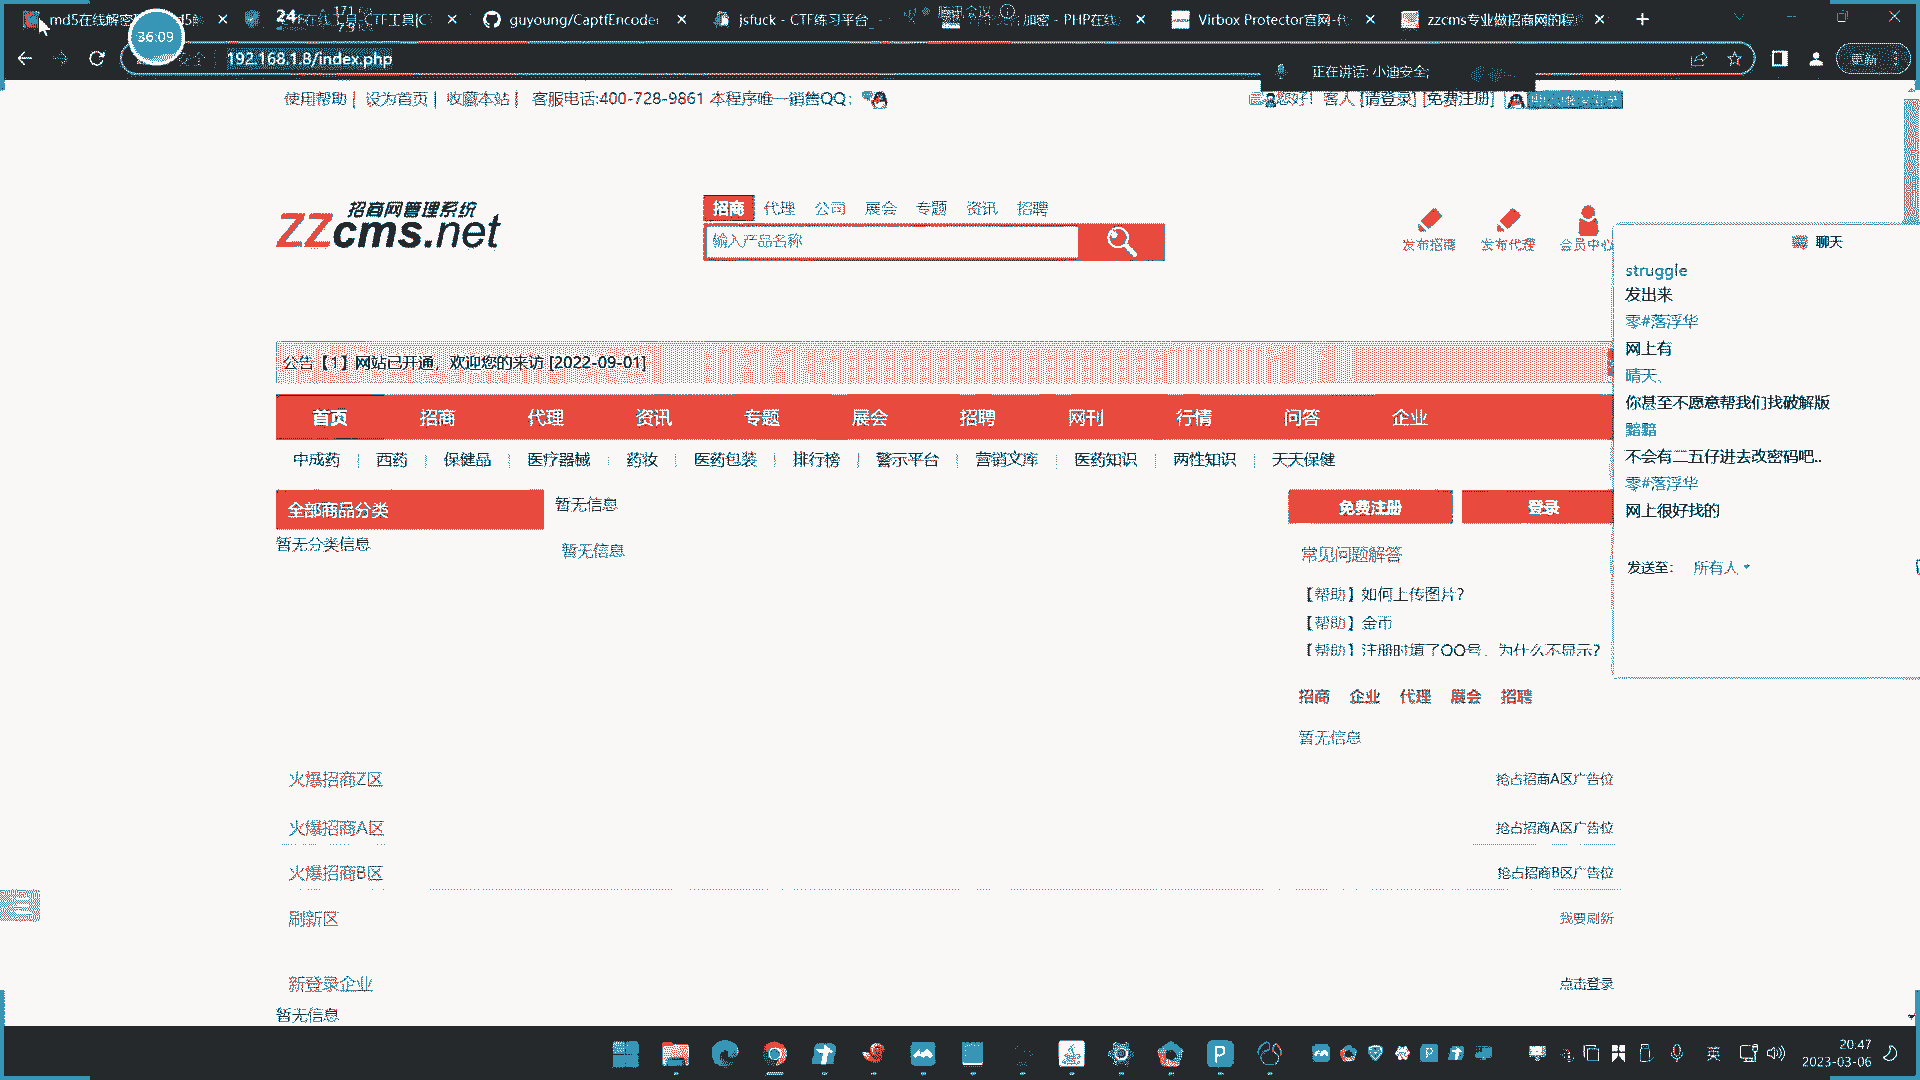 md5在线解密
CTF工具|C
guyoung/CaptfEncoder
jsfuck - CTF练习平台_-
加密 - PHP在线
Virbox Protector官网-代
zzcms专业做招商网的程
36:09
192.168.1.8/index.php
更新
正在讲话: 小迪安全;
使用帮助| 设为首页| 收藏本站| 客服电话:400-728-9861 本程序唯一销售QQ:
您好! 客人 [请登录] [免费注册]
招商网管理系统
ZZcms.net
招商 代理 公司 展会 专题 资讯 招聘
输入产品名称
发布招商 发布代理 会员中心
公告【1】网站已开通，欢迎您的来访 [2022-09-01]
首页 招商 代理 资讯 专题 展会 招聘 网刊 行情 问答 企业
中成药 | 西药 | 保健品 | 医疗器械 | 药妆 | 医药包装 | 排行榜 | 警示平台 | 营销文库 | 医药知识 | 两性知识 | 天天保健
全部商品分类
暂无分类信息
暂无信息
暂无信息
免费注册 登录
常见问题解答
【帮助】如何上传图片?
【帮助】金币
【帮助】注册时填了QQ号，为什么不显示?
招商 企业 代理 展会 招聘
暂无信息
火爆招商Z区 抢占招商A区广告位
火爆招商A区 抢占招商A区广告位
火爆招商B区 抢占招商B区广告位
刷新区 我要刷新
新登录企业 点击登录
暂无信息
聊天
struggle
发出来
零#落浮华
网上有
晴天、
你甚至不愿意帮我们找破解版
黯黯
不会有二五仔进去改密码吧..
零#落浮华
网上很好找的
发送至: 所有人
英
20:47
2023-03-06